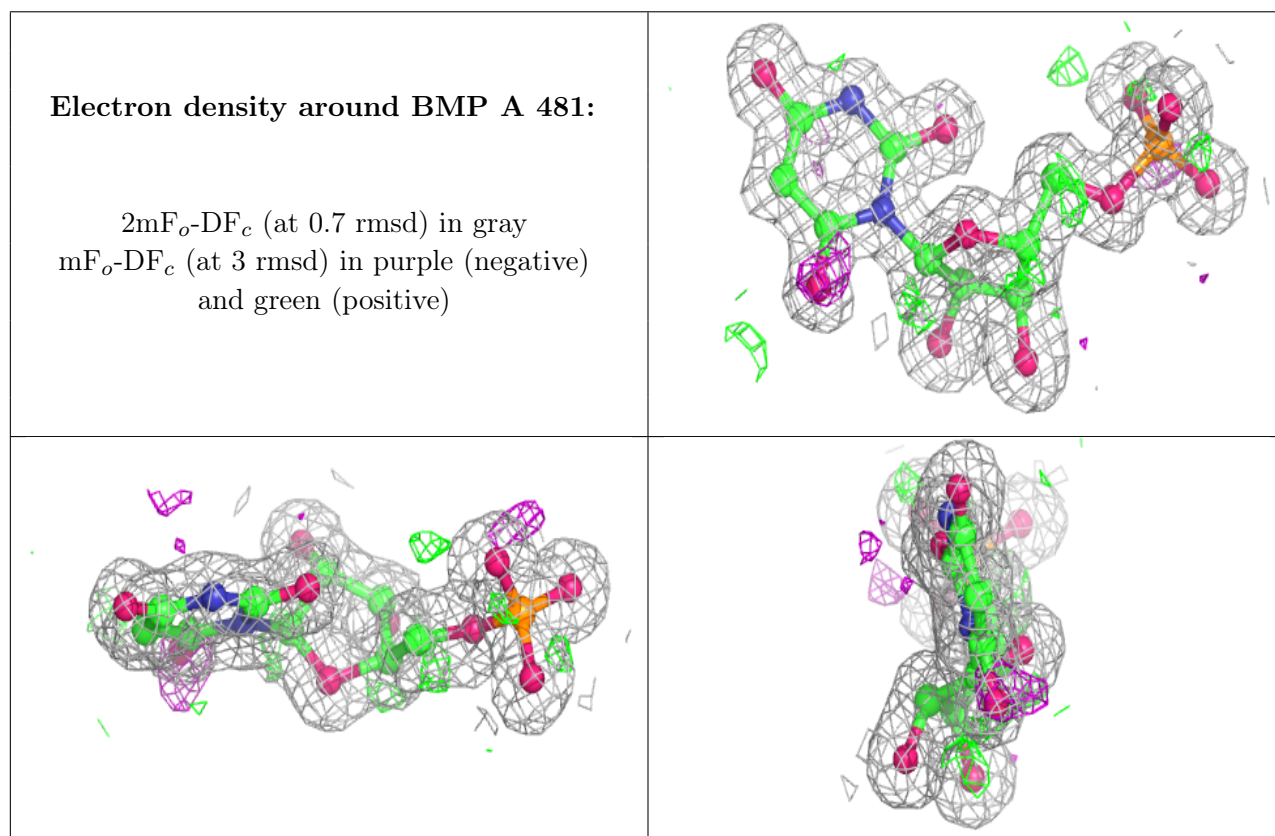 Electron density around BMP A 481:
2mFₒ-DF𝒸 (at 0.7 rmsd) in gray
mFₒ-DF𝒸 (at 3 rmsd) in purple (negative)
and green (positive)